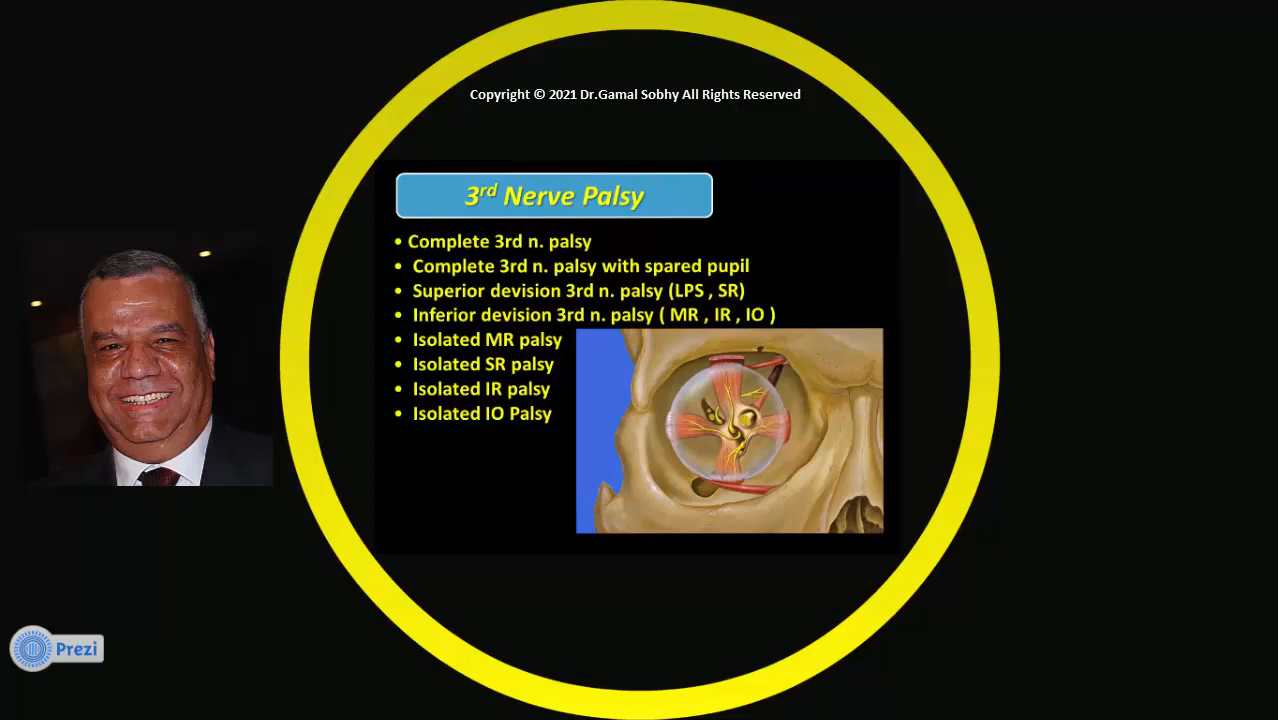 Copyright © 2021 Dr.Gamal Sobhy All Rights Reserved
3rd Nerve Palsy
• Complete 3rd n. palsy
• Complete 3rd n. palsy with spared pupil
• Superior devision 3rd n. palsy (LPS , SR)
• Inferior devision 3rd n. palsy ( MR , IR , IO )
• Isolated MR palsy
• Isolated SR palsy
• Isolated IR palsy
• Isolated IO Palsy
Prezi